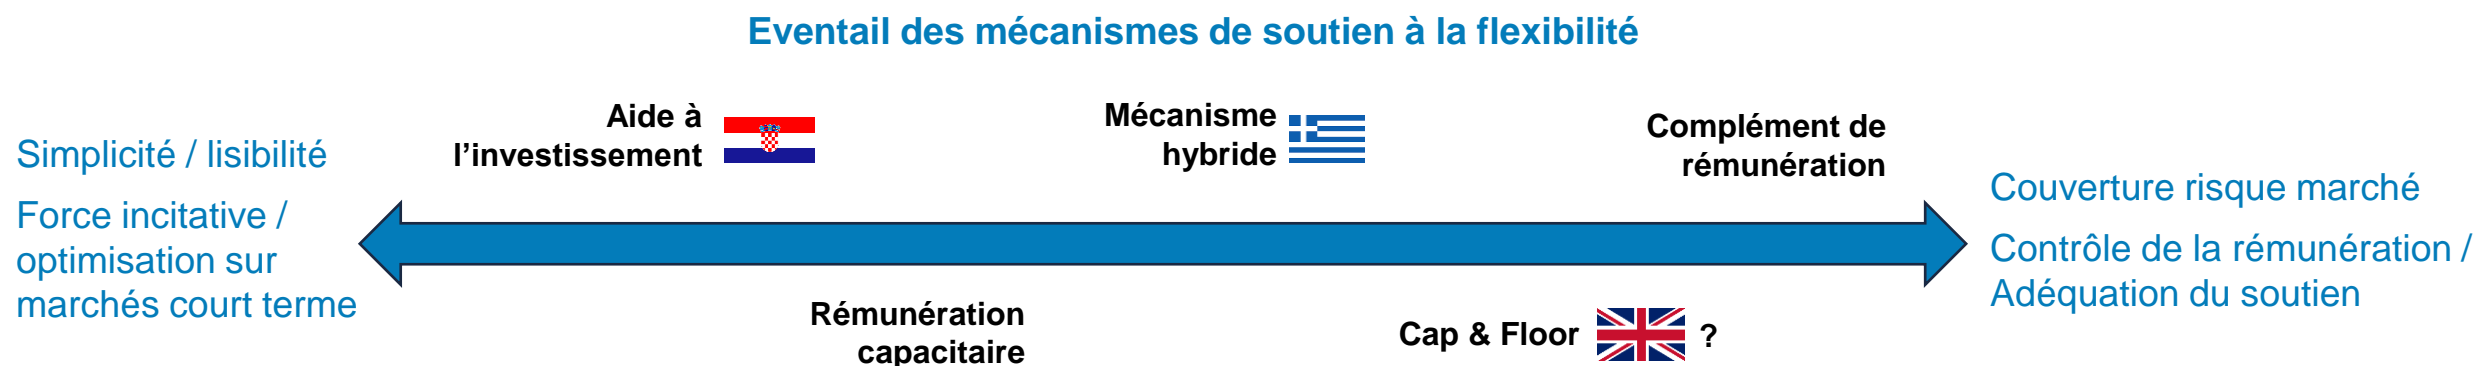 Eventail des mécanismes de soutien à la flexibilité
Simplicité / lisibilité
Force incitative /
optimisation sur
marchés court terme
Aide à
l’investissement
Mécanisme
hybride
Complément de
rémunération
Rémunération
capacitaire
Cap & Floor ?
Couverture risque marché
Contrôle de la rémunération /
Adéquation du soutien